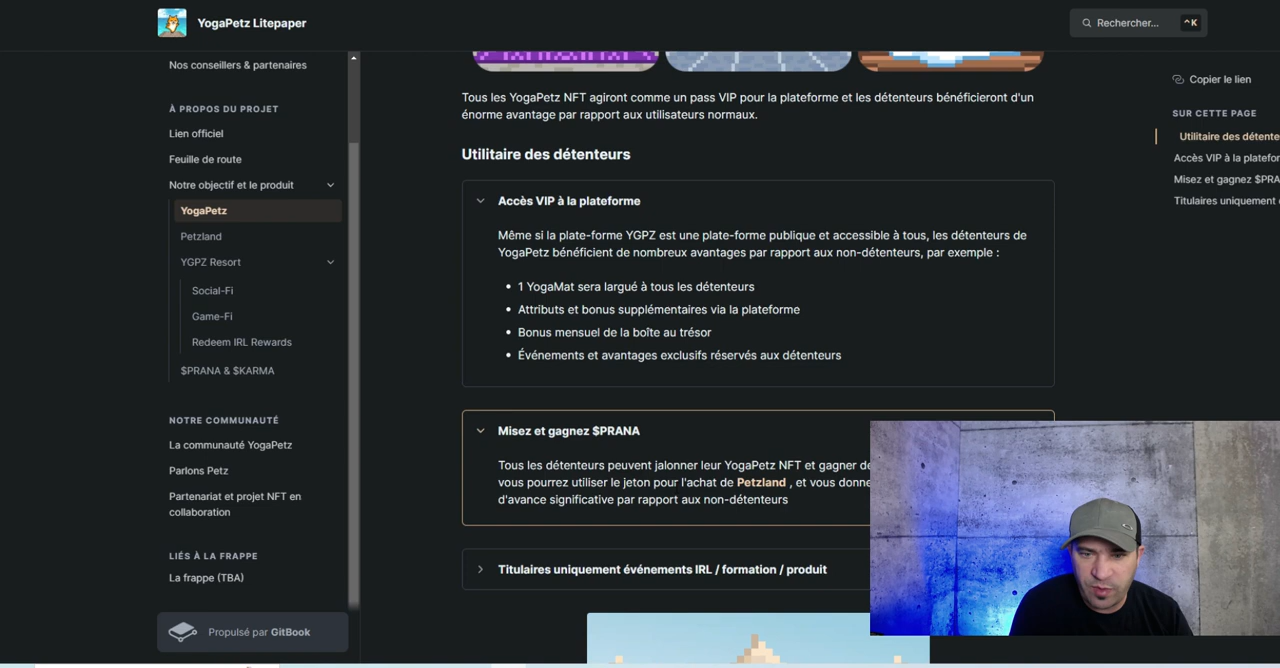 YogaPetz Litepaper
Rechercher... ^K
Nos conseillers & partenaires
À PROPOS DU PROJET
Lien officiel
Feuille de route
Notre objectif et le produit
YogaPetz
Petzland
YGPZ Resort
Social-Fi
Game-Fi
Redeem IRL Rewards
$PRANA & $KARMA
NOTRE COMMUNAUTÉ
La communauté YogaPetz
Parlons Petz
Partenariat et projet NFT en
collaboration
LIÉS À LA FRAPPE
La frappe (TBA)
Propulsé par GitBook
Tous les YogaPetz NFT agiront comme un pass VIP pour la plateforme et les détenteurs bénéficieront d'un
énorme avantage par rapport aux utilisateurs normaux.
Utilitaire des détenteurs
Accès VIP à la plateforme
Même si la plate-forme YGPZ est une plate-forme publique et accessible à tous, les détenteurs de
YogaPetz bénéficient de nombreux avantages par rapport aux non-détenteurs, par exemple :
• 1 YogaMat sera largué à tous les détenteurs
• Attributs et bonus supplémentaires via la plateforme
• Bonus mensuel de la boîte au trésor
• Événements et avantages exclusifs réservés aux détenteurs
Misez et gagnez $PRANA
Tous les détenteurs peuvent jalonner leur YogaPetz NFT et gagner de
vous pourrez utiliser le jeton pour l'achat de Petzland , et vous donne
d'avance significative par rapport aux non-détenteurs
Titulaires uniquement événements IRL / formation / produit
Copier le lien
SUR CETTE PAGE
Utilitaire des détente
Accès VIP à la platefor
Misez et gagnez $PRA
Titulaires uniquement